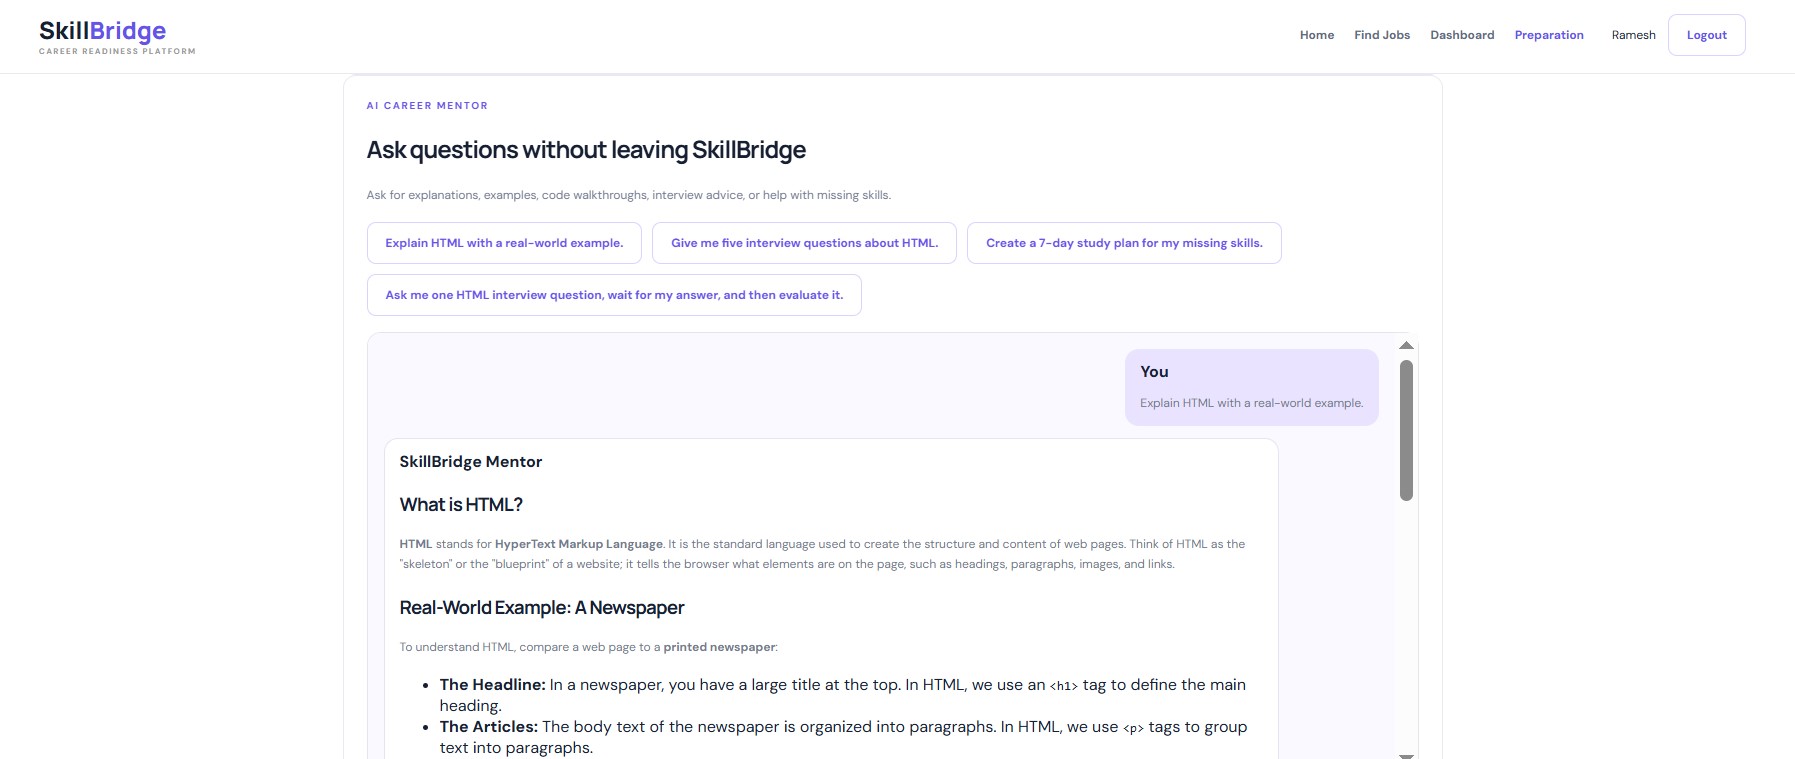 SkillBridge
CAREER READINESS PLATFORM
Home Find Jobs Dashboard Preparation Ramesh Logout
AI CAREER MENTOR
Ask questions without leaving SkillBridge
Ask for explanations, examples, code walkthroughs, interview advice, or help with missing skills.
Explain HTML with a real-world example. Give me five interview questions about HTML. Create a 7-day study plan for my missing skills.
Ask me one HTML interview question, wait for my answer, and then evaluate it.
You
Explain HTML with a real-world example.
SkillBridge Mentor
What is HTML?
HTML stands for HyperText Markup Language. It is the standard language used to create the structure and content of web pages. Think of HTML as the
"skeleton" or the "blueprint" of a website; it tells the browser what elements are on the page, such as headings, paragraphs, images, and links.
Real-World Example: A Newspaper
To understand HTML, compare a web page to a printed newspaper:
• The Headline: In a newspaper, you have a large title at the top. In HTML, we use an <h1> tag to define the main
heading.
• The Articles: The body text of the newspaper is organized into paragraphs. In HTML, we use <p> tags to group
text into paragraphs.